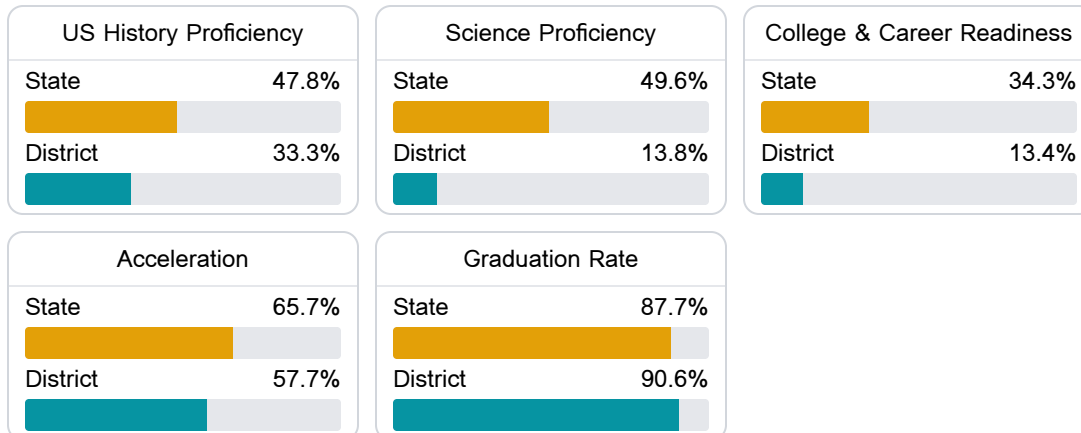 US History Proficiency
State 47.8%
District 33.3%
Science Proficiency
State 49.6%
District 13.8%
College & Career Readiness
State 34.3%
District 13.4%
Acceleration
State 65.7%
District 57.7%
Graduation Rate
State 87.7%
District 90.6%